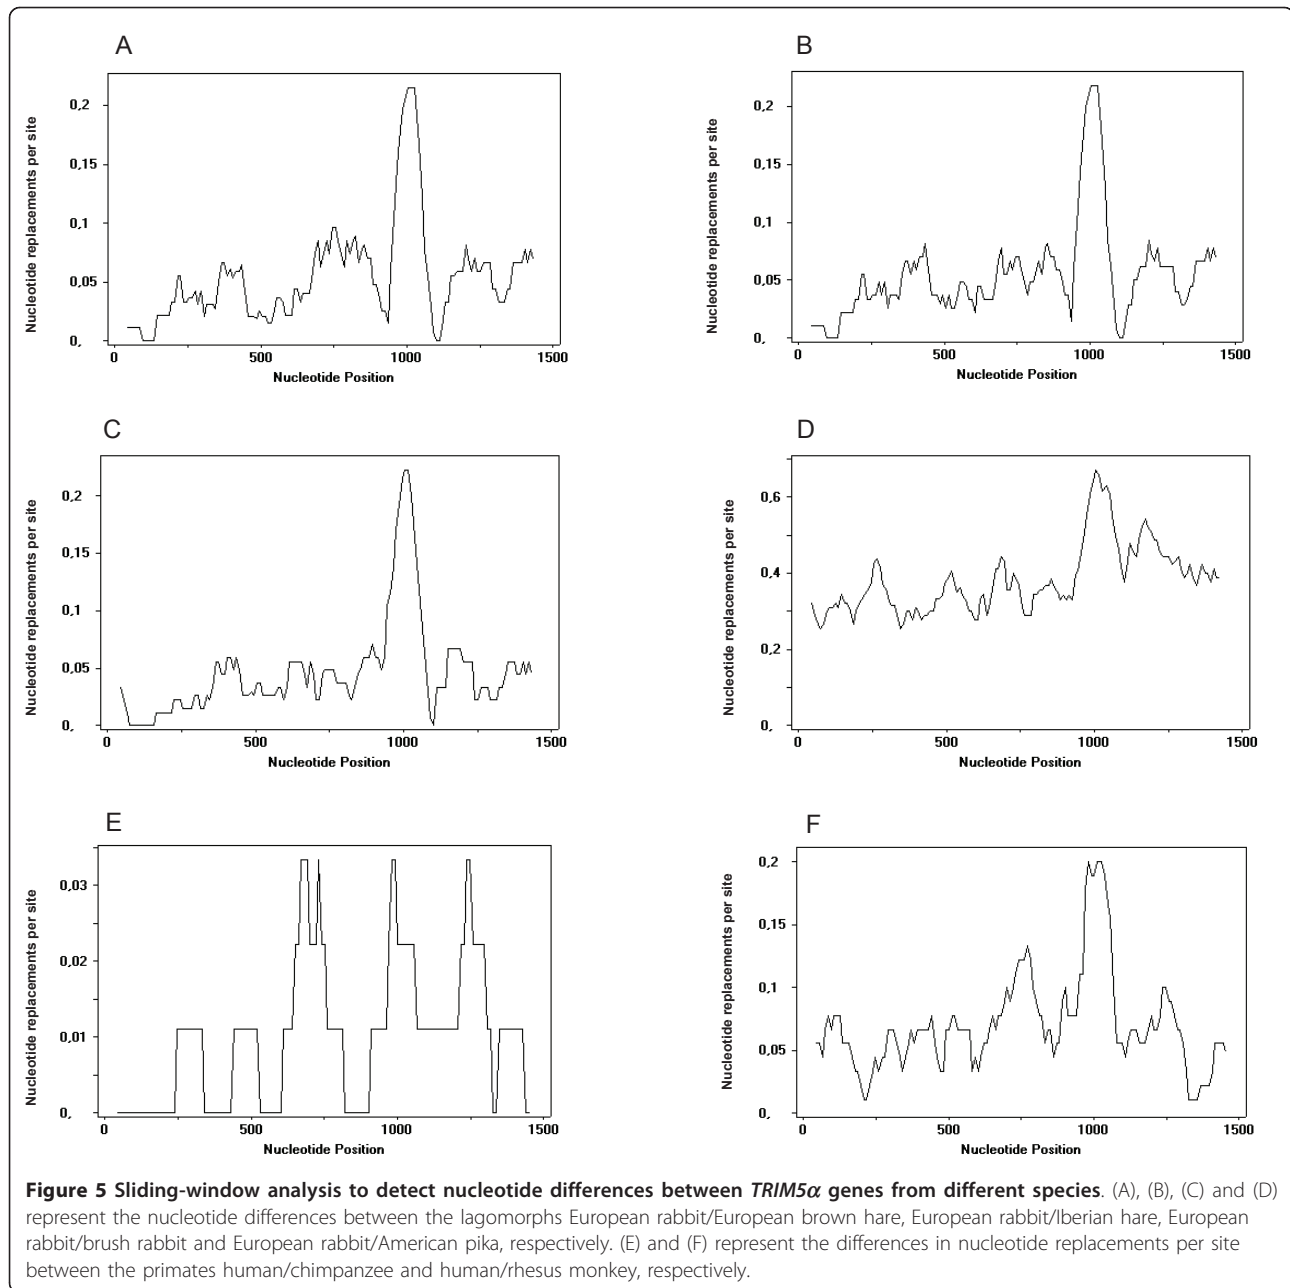 A
Nucleotide replacements per site
0,2
0,15
0,1
0,05
0,
0
500
1000
1500
Nucleotide Position
B
Nucleotide replacements per site
0,2
0,15
0,1
0,05
0,
0
500
1000
1500
Nucleotide Position
C
Nucleotide replacements per site
0,2
0,15
0,1
0,05
0,
0
500
1000
1500
Nucleotide Position
D
Nucleotide replacements per site
0,6
0,4
0,2
0,
0
500
1000
1500
Nucleotide Position
E
Nucleotide replacements per site
0,03
0,02
0,01
0,
0
500
1000
1500
Nucleotide Position
F
Nucleotide replacements per site
0,2
0,15
0,1
0,05
0,
0
500
1000
1500
Nucleotide Position
Figure 5 Sliding-window analysis to detect nucleotide differences between TRIM5α genes from different species. (A), (B), (C) and (D)
represent the nucleotide differences between the lagomorphs European rabbit/European brown hare, European rabbit/Iberian hare, European
rabbit/brush rabbit and European rabbit/American pika, respectively. (E) and (F) represent the differences in nucleotide replacements per site
between the primates human/chimpanzee and human/rhesus monkey, respectively.